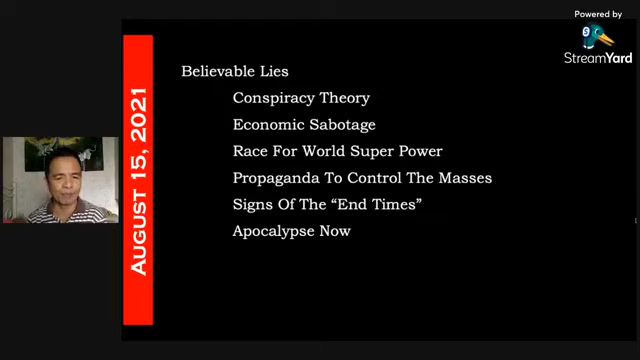 Powered by
StreamYard
AUGUST 15, 2021
Believable Lies
Conspiracy Theory
Economic Sabotage
Race For World Super Power
Propaganda To Control The Masses
Signs Of The “End Times”
Apocalypse Now